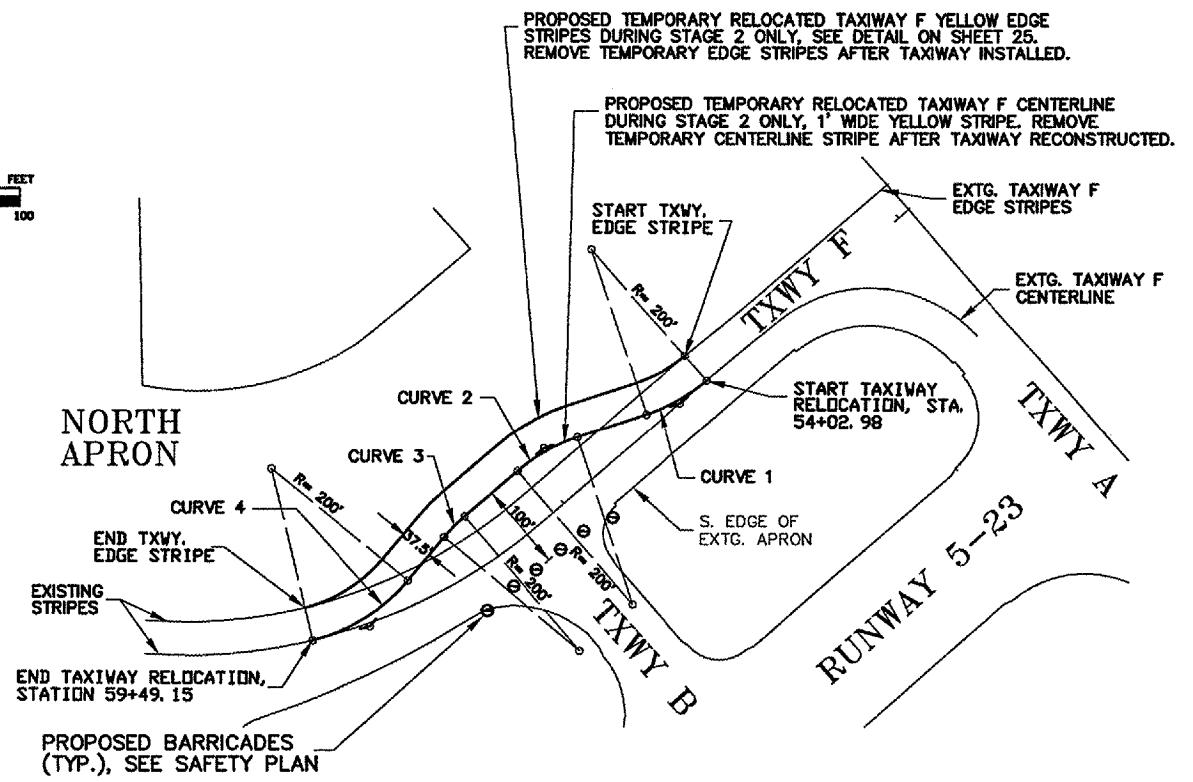 PROPOSED TEMPORARY RELOCATED TAXIWAY F YELLOW EDGE
STRIPES DURING STAGE 2 ONLY, SEE DETAIL ON SHEET 25.
REMOVE TEMPORARY EDGE STRIPES AFTER TAXIWAY INSTALLED.
PROPOSED TEMPORARY RELOCATED TAXIWAY F CENTERLINE
DURING STAGE 2 ONLY, 1' WIDE YELLOW STRIPE. REMOVE
TEMPORARY CENTERLINE STRIPE AFTER TAXIWAY RECONSTRUCTED.
FEET
100
START TXWY.
EDGE STRIPE
EXTG. TAXIWAY F
EDGE STRIPES
TXWY F
EXTG. TAXIWAY F
CENTERLINE
R= 200'
START TAXIWAY
RELOCATION, STA.
54+02.98
TXWY A
NORTH
APRON
CURVE 2
CURVE 3
CURVE 1
R= 200'
CURVE 4
100'
S. EDGE OF
EXTG. APRON
END TXWY.
EDGE STRIPE
37.5'
R= 200'
R= 200'
RUNWAY 5-23
EXISTING
STRIPES
TXWY B
END TAXIWAY RELOCATION,
STATION 59+49.15
PROPOSED BARRICADES
(TYP.), SEE SAFETY PLAN